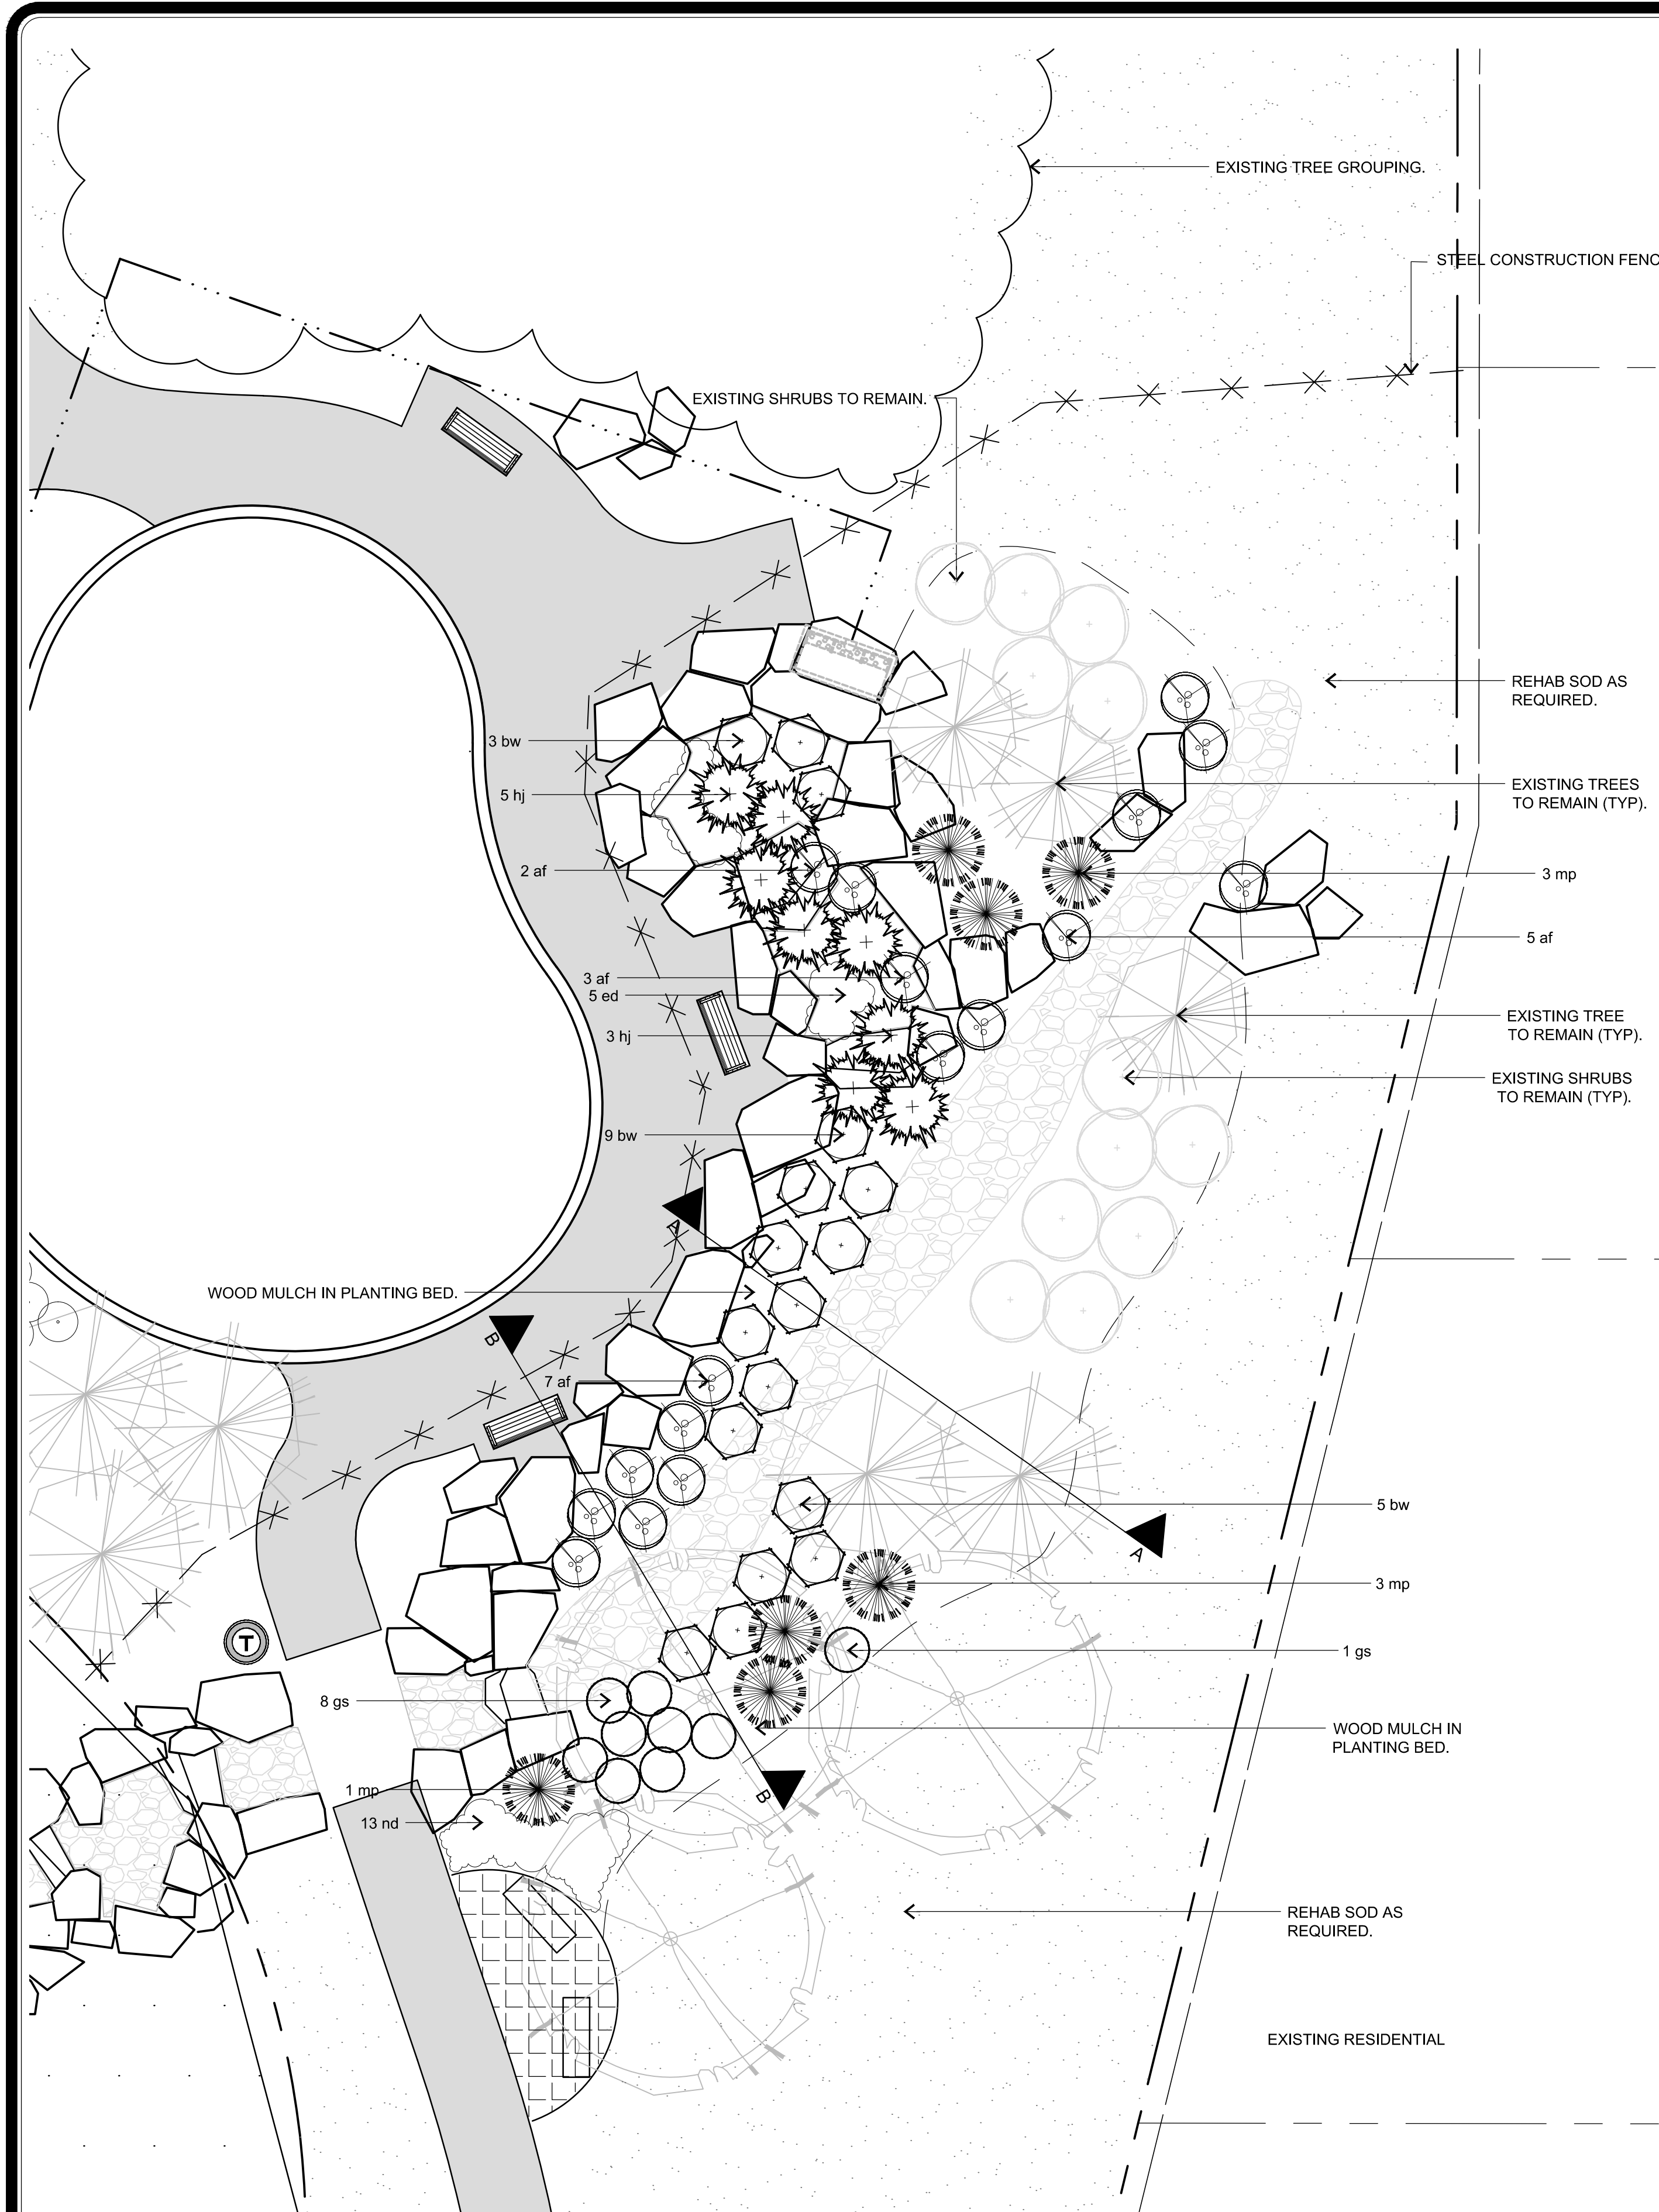 EXISTING TREE GROUPING.
STEEL CONSTRUCTION FENC
EXISTING SHRUBS TO REMAIN.
REHAB SOD AS
REQUIRED.
3 bw
EXISTING TREES
TO REMAIN (TYP).
5 hj
2 af
3 mp
5 af
3 af
5 ed
EXISTING TREE
TO REMAIN (TYP).
3 hj
EXISTING SHRUBS
TO REMAIN (TYP).
9 bw
A
WOOD MULCH IN PLANTING BED.
B
7 af
5 bw
A
3 mp
T
1 gs
8 gs
WOOD MULCH IN
PLANTING BED.
1 mp
B
13 nd
REHAB SOD AS
REQUIRED.
EXISTING RESIDENTIAL